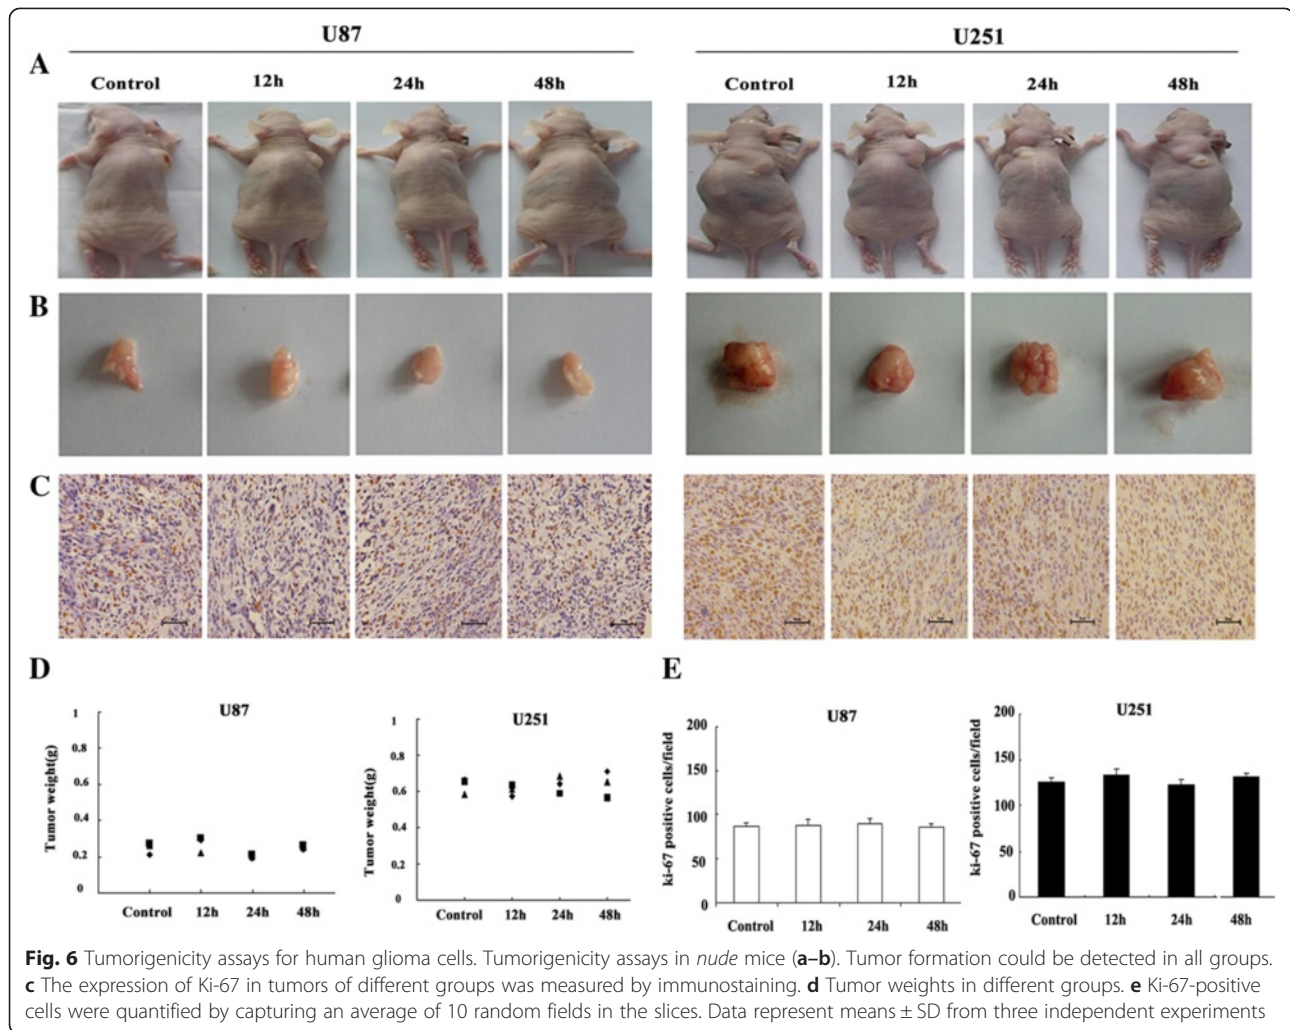 U87
U251
A
Control
12h
24h
48h
Control
12h
24h
48h
B
C
D
E
U87
Tumor weight(g)
1
0.8
0.6
0.4
0.2
0
Control
12h
24h
48h
U251
Tumor weight(g)
1
0.8
0.6
0.4
0.2
0
Control
12h
24h
48h
U87
ki-67 positive cells/field
200
150
100
50
0
Control
12h
24h
48h
U251
ki-67 positive cells/field
200
150
100
50
0
Control
12h
24h
48h
Fig. 6 Tumorigenicity assays for human glioma cells. Tumorigenicity assays in nude mice (a–b). Tumor formation could be detected in all groups.
c The expression of Ki-67 in tumors of different groups was measured by immunostaining. d Tumor weights in different groups. e Ki-67-positive
cells were quantified by capturing an average of 10 random fields in the slices. Data represent means ± SD from three independent experiments